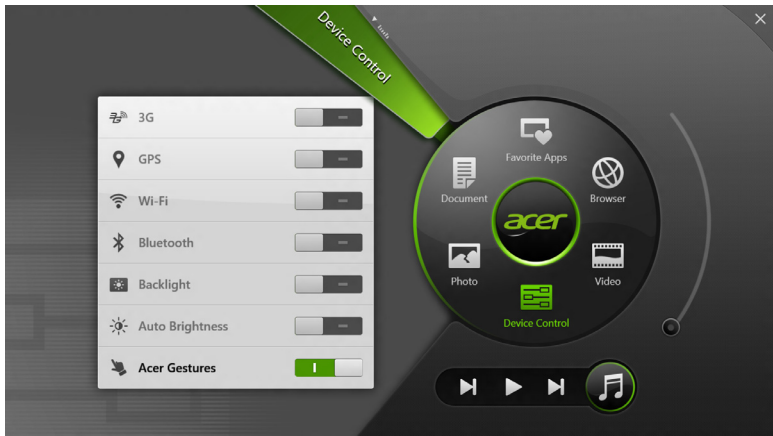 Device Control
Tools
3G
GPS
Wi-Fi
Bluetooth
Backlight
Auto Brightness
Acer Gestures
Favorite Apps
Document
Browser
acer
Photo
Video
Device Control